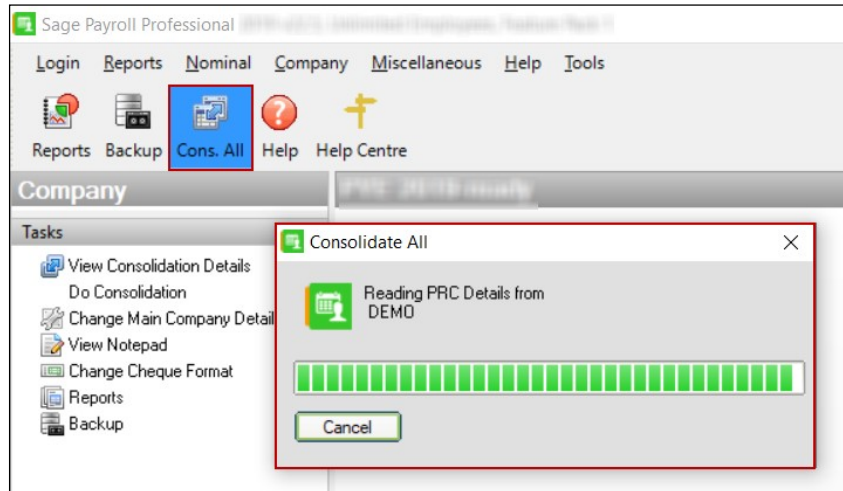 Sage Payroll Professional
Login Reports Nominal Company Miscellaneous Help Tools
Reports Backup Cons. All Help Help Centre
Company
Tasks
View Consolidation Details
Do Consolidation
Change Main Company Detail
View Notepad
Change Cheque Format
Reports
Backup
Consolidate All
Reading PRC Details from
DEMO
Cancel